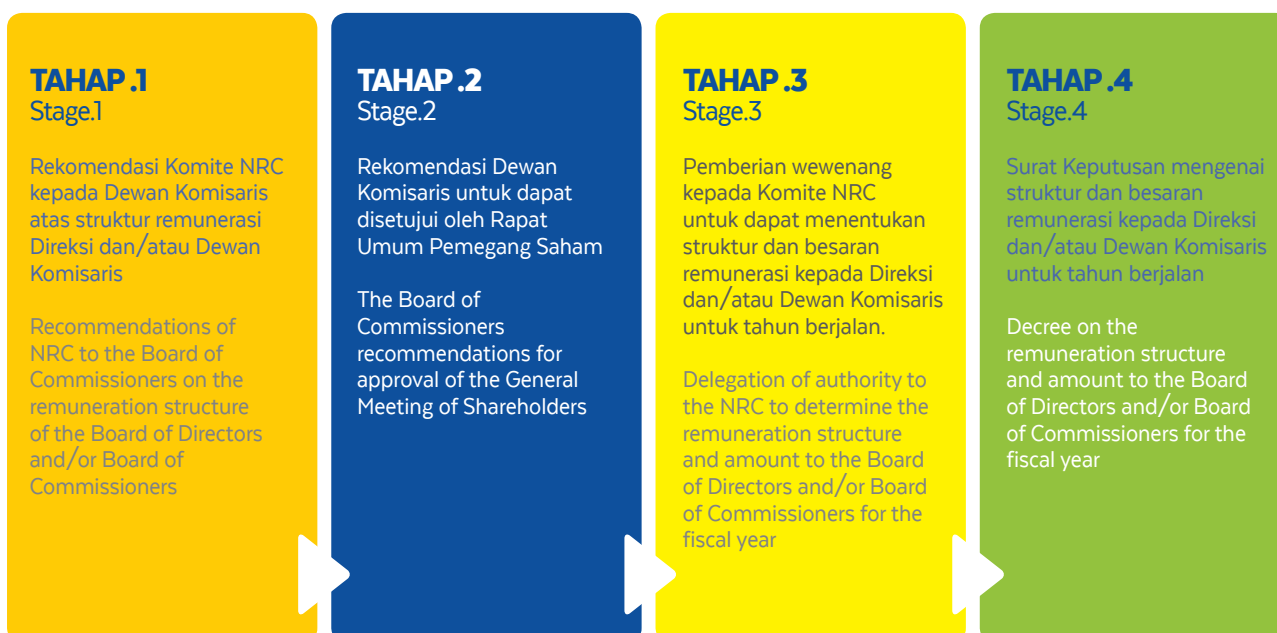 TAHAP.1
Stage.1
Rekomendasi Komite NRC
kepada Dewan Komisaris
atas struktur remunerasi
Direksi dan/atau Dewan
Komisaris
Recommendations of
NRC to the Board of
Commissioners on the
remuneration structure
of the Board of Directors
and/or Board of
Commissioners
TAHAP.2
Stage.2
Rekomendasi Dewan
Komisaris untuk dapat
disetujui oleh Rapat
Umum Pemegang Saham
The Board of
Commissioners
recommendations for
approval of the General
Meeting of Shareholders
TAHAP.3
Stage.3
Pemberian wewenang
kepada Komite NRC
untuk dapat menentukan
struktur dan besaran
remunerasi kepada Direksi
dan/atau Dewan Komisaris
untuk tahun berjalan.
Delegation of authority to
the NRC to determine the
remuneration structure
and amount to the Board
of Directors and/or Board
of Commissioners for the
fiscal year
TAHAP.4
Stage.4
Surat Keputusan mengenai
struktur dan besaran
remunerasi kepada Direksi
dan/atau Dewan Komisaris
untuk tahun berjalan
Decree on the
remuneration structure
and amount to the Board
of Directors and/or Board
of Commissioners for the
fiscal year